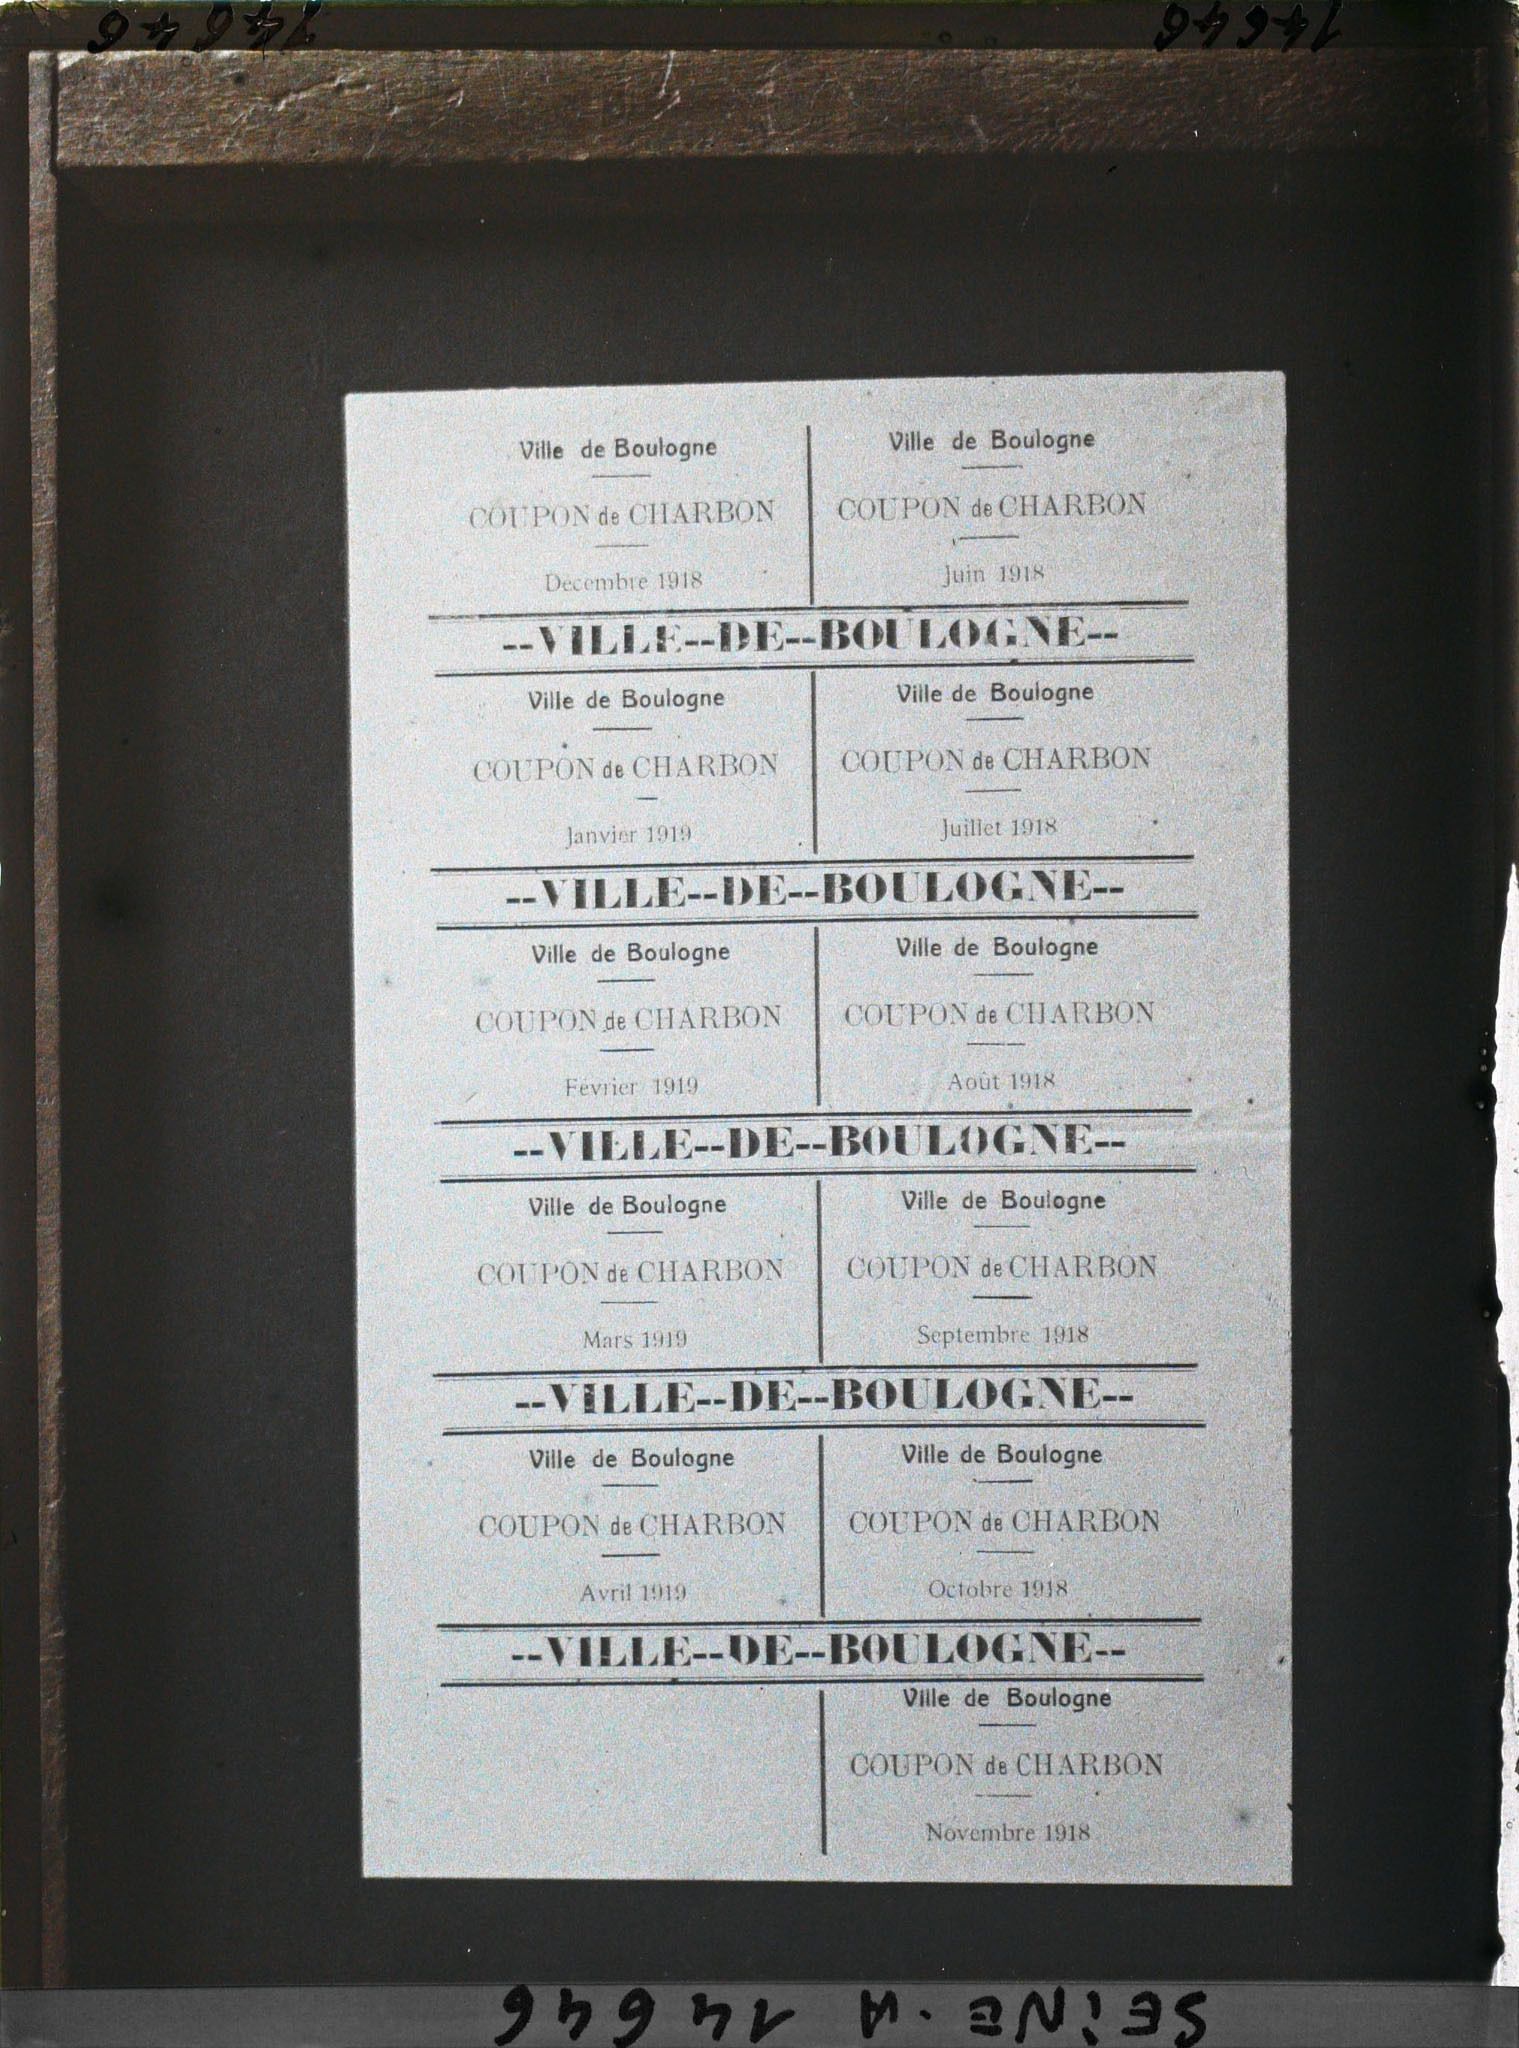 14646 14646
Ville de Boulogne
COUPON de CHARBON
Décembre 1918
Ville de Boulogne
COUPON de CHARBON
Juin 1918
--VILLE--DE--BOULOGNE--
Ville de Boulogne
COUPON de CHARBON
Janvier 1919
Ville de Boulogne
COUPON de CHARBON
Juillet 1918
--VILLE--DE--BOULOGNE--
Ville de Boulogne
COUPON de CHARBON
Février 1919
Ville de Boulogne
COUPON de CHARBON
Août 1918
--VILLE--DE--BOULOGNE--
Ville de Boulogne
COUPON de CHARBON
Mars 1919
Ville de Boulogne
COUPON de CHARBON
Septembre 1918
--VILLE--DE--BOULOGNE--
Ville de Boulogne
COUPON de CHARBON
Avril 1919
Ville de Boulogne
COUPON de CHARBON
Octobre 1918
--VILLE--DE--BOULOGNE--
Ville de Boulogne
COUPON de CHARBON
Novembre 1918
SEINE.A 14646